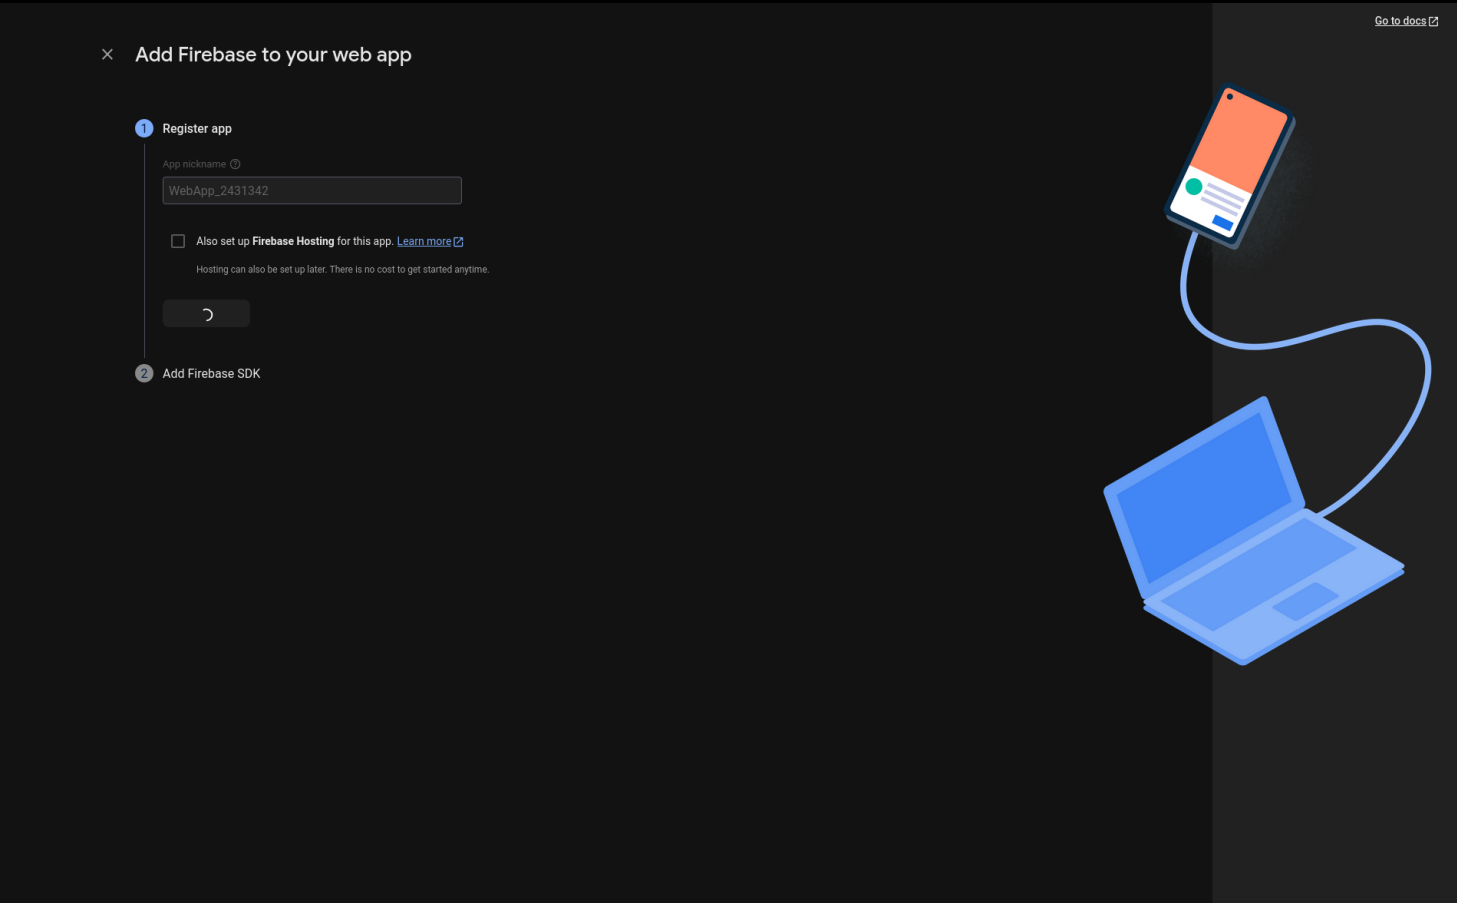 Go to docs
Add Firebase to your web app
1 Register app
App nickname
WebApp_2431342
Also set up Firebase Hosting for this app. Learn more
Hosting can also be set up later. There is no cost to get started anytime.
2 Add Firebase SDK